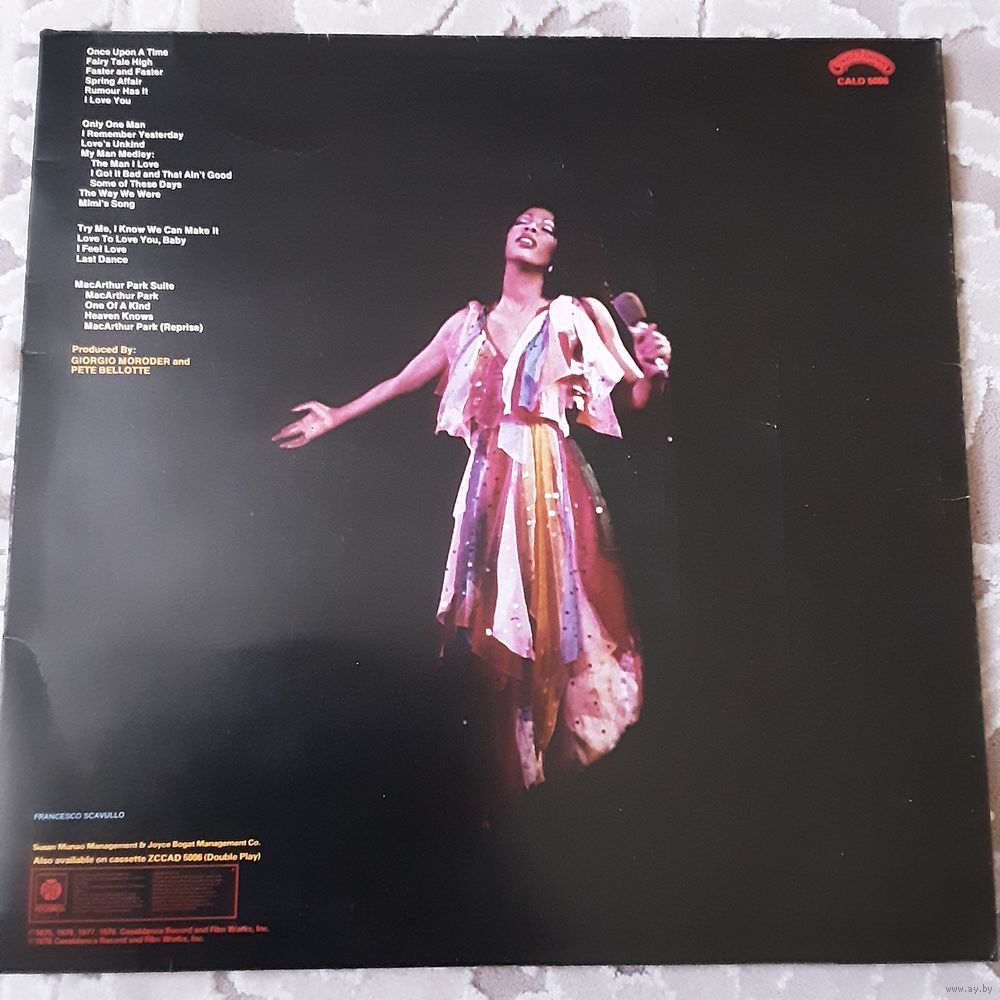 Once Upon A Time
Fairy Tale High
Faster and Faster
Spring Affair
Rumour Has It
I Love You
Only One Man
I Remember Yesterday
Love's Unkind
My Man Medley:
The Man I Love
I Got It Bad and That Ain't Good
Some of These Days
The Way We Were
Mimi's Song
Try Me, I Know We Can Make It
Love To Love You, Baby
I Feel Love
Last Dance
MacArthur Park Suite
MacArthur Park
One Of A Kind
Heaven Knows
MacArthur Park (Reprise)
Produced By:
GIORGIO MORODER and
PETE BELLOTTE
CALD 5006
FRANCESCO SCAVULLO
Susan Munao Management & Joyce Bogat Management Co.
Also available on cassette ZCCAD 5006 (Double Play)
1975, 1976, 1977, 1978. Casablanca Record and Film Works, Inc.
1978 Casablanca Record and Film Works, Inc.
www.ay.by